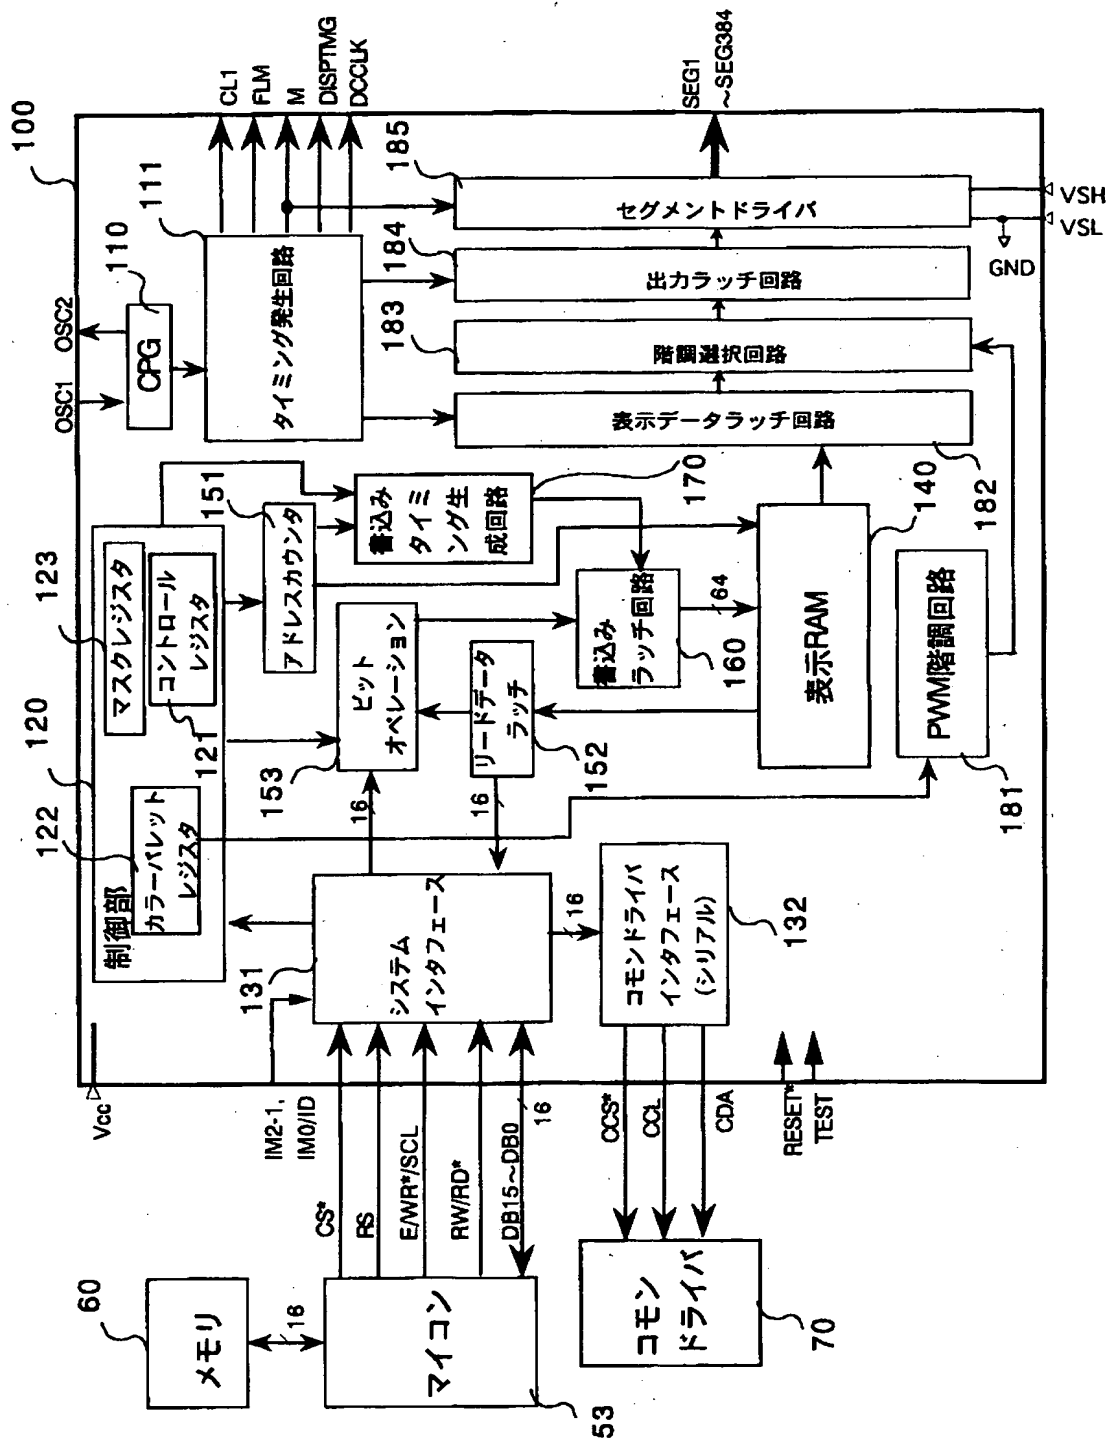 100
OSC1
OSC2
110
CPG
111
タイミング発生回路
CL1
FLM
M
DISPTMG
DCCLK
Vcc
120
制御部
122
カラーパレット
レジスタ
123
マスクレジスタ
コントロール
レジスタ
121
151
アドレスカウンタ
書込み
タイミ
ング生
成回路
170
IM2-1,
IM0/ID
131
システム
インタフェース
153
ビット
オペレーション
16
リードデータ
ラッチ
152
16
書込み
ラッチ回路
160
64
表示RAM
140
表示データラッチ回路
182
階調選択回路
183
出力ラッチ回路
184
セグメントドライバ
185
SEG1
～SEG384
VSH
VSL
GND
PWM階調回路
181
60
メモリ
16
マイコン
53
CS*
RS
E/WR*/SCL
RW/RD*
DB15～DB0
16
16
コモンドライバ
インタフェース
(シリアル)
132
CCS*
CCL
CDA
コモン
ドライバ
70
RESET*
TEST